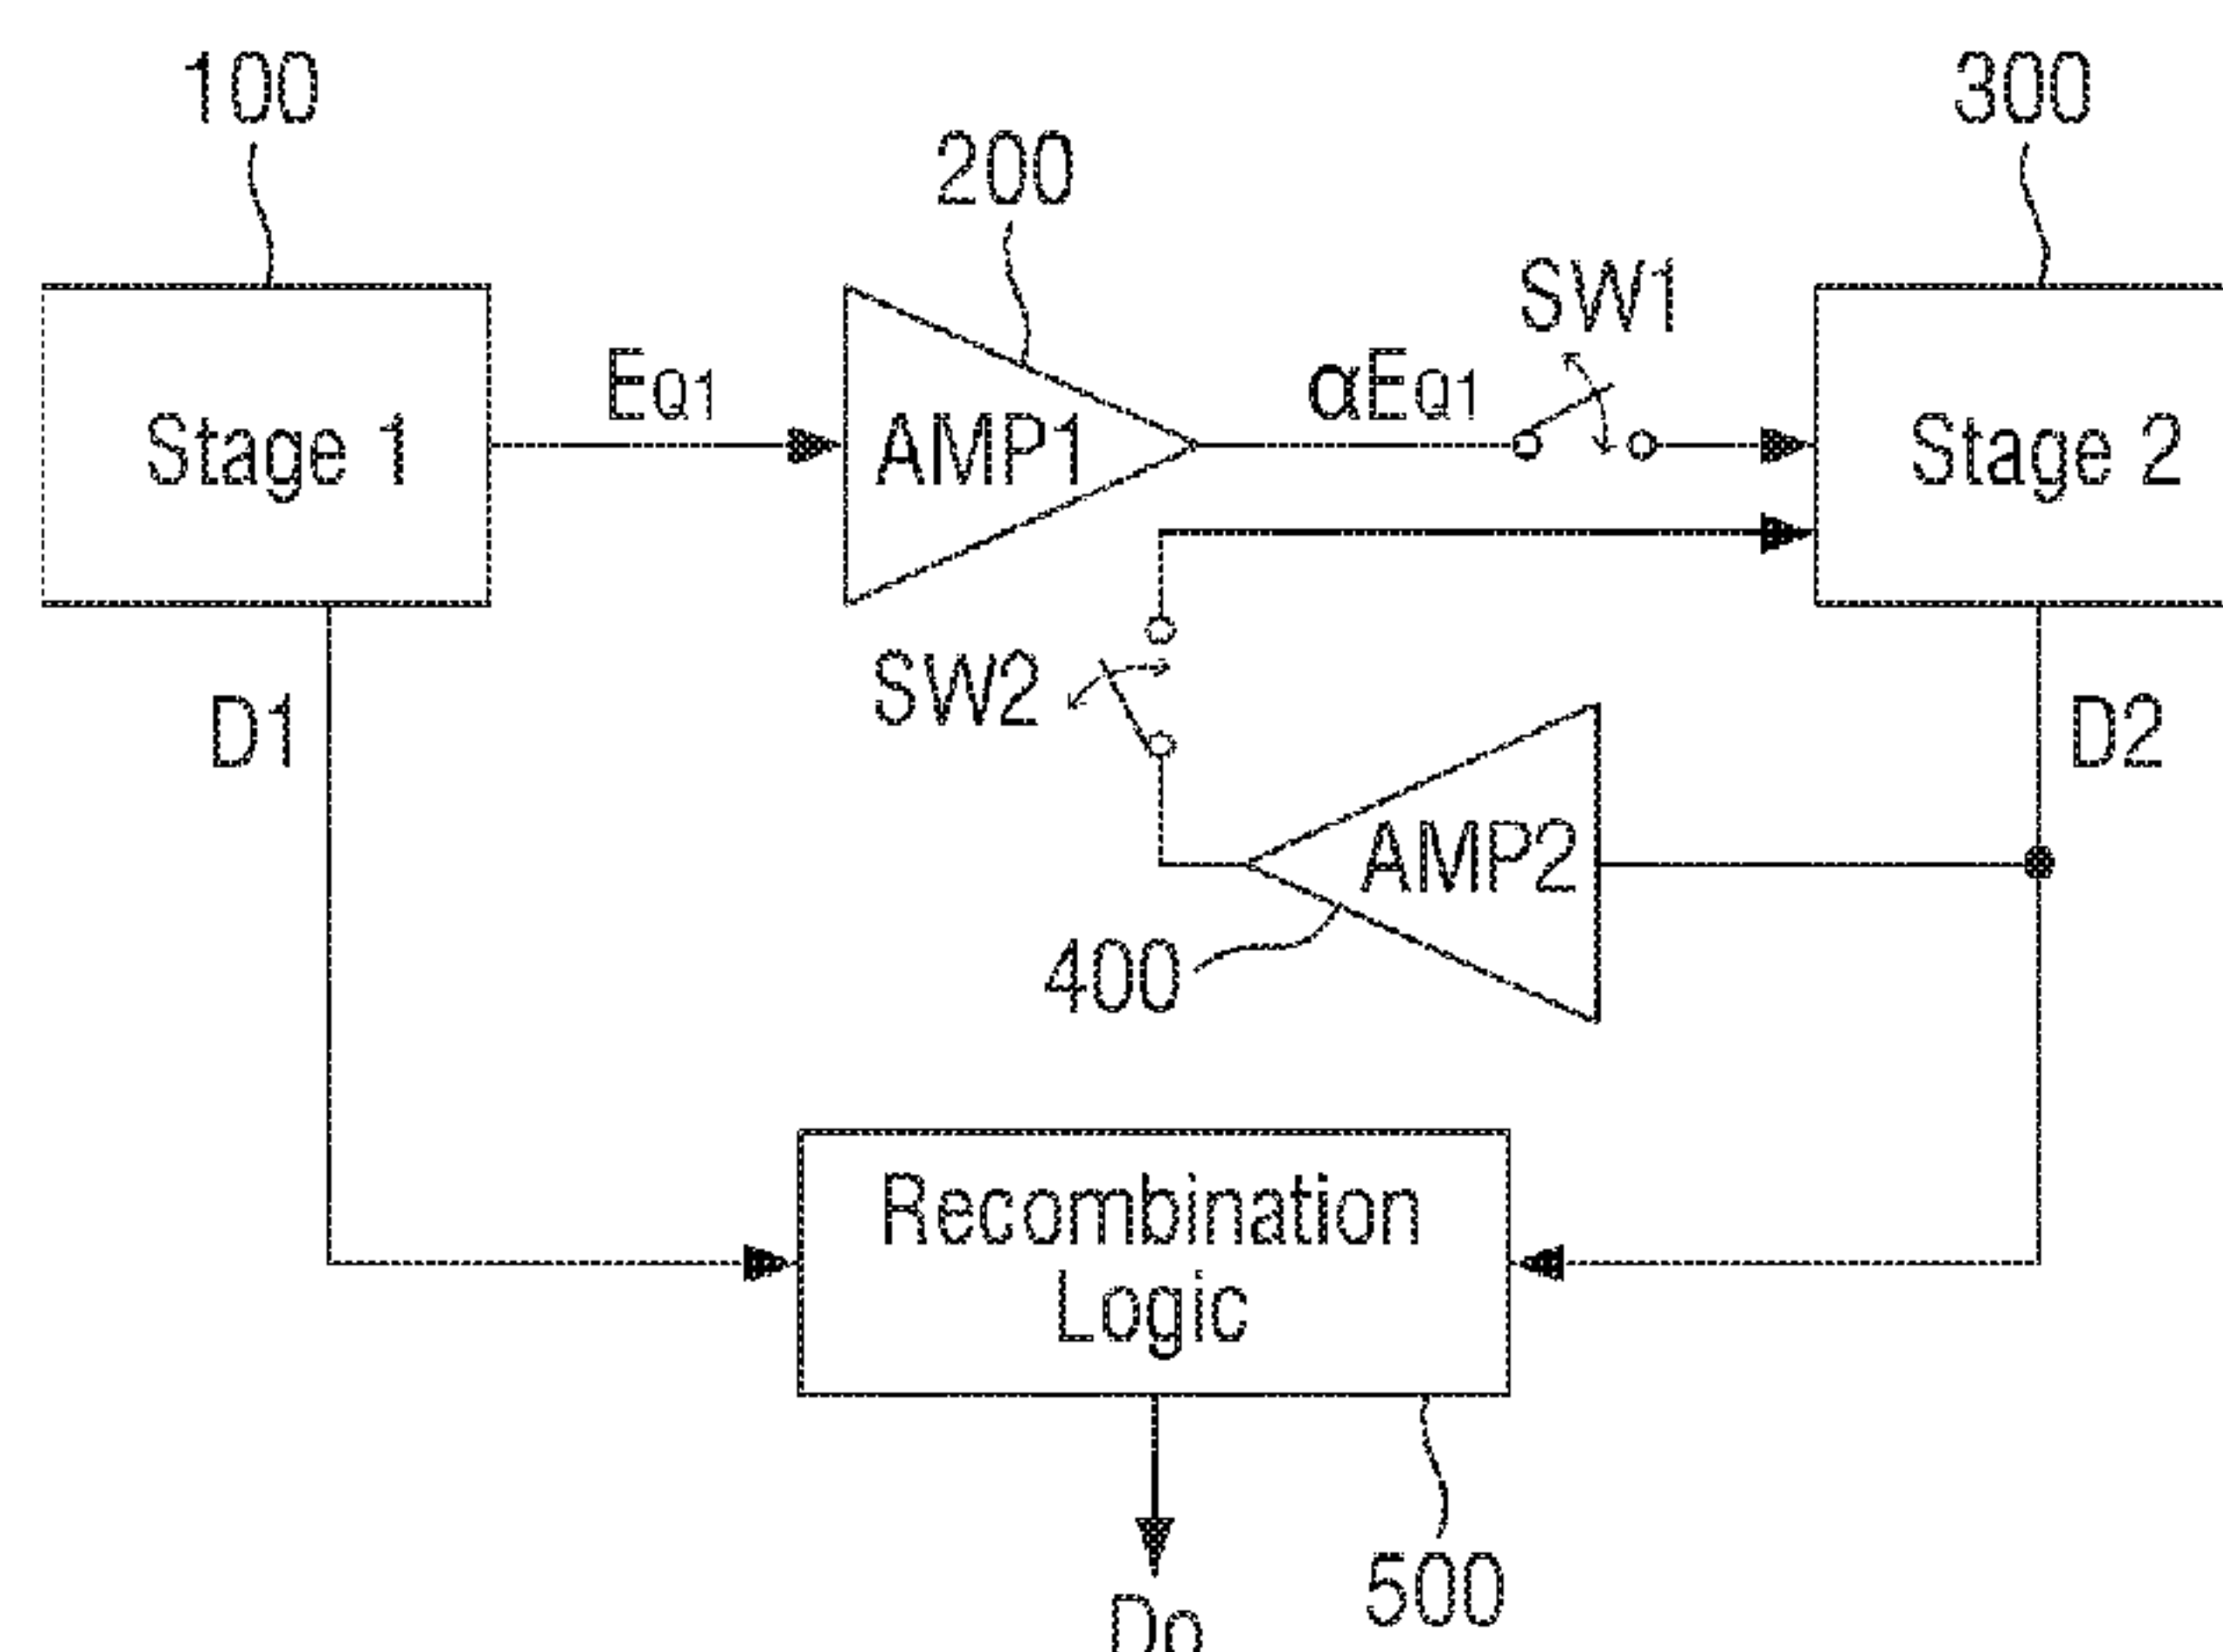 100
300
200
SW1
EQ1
αEQ1
Stage 1
AMP1
Stage 2
SW2
D1
D2
AMP2
400
Recombination
Logic
500
Do